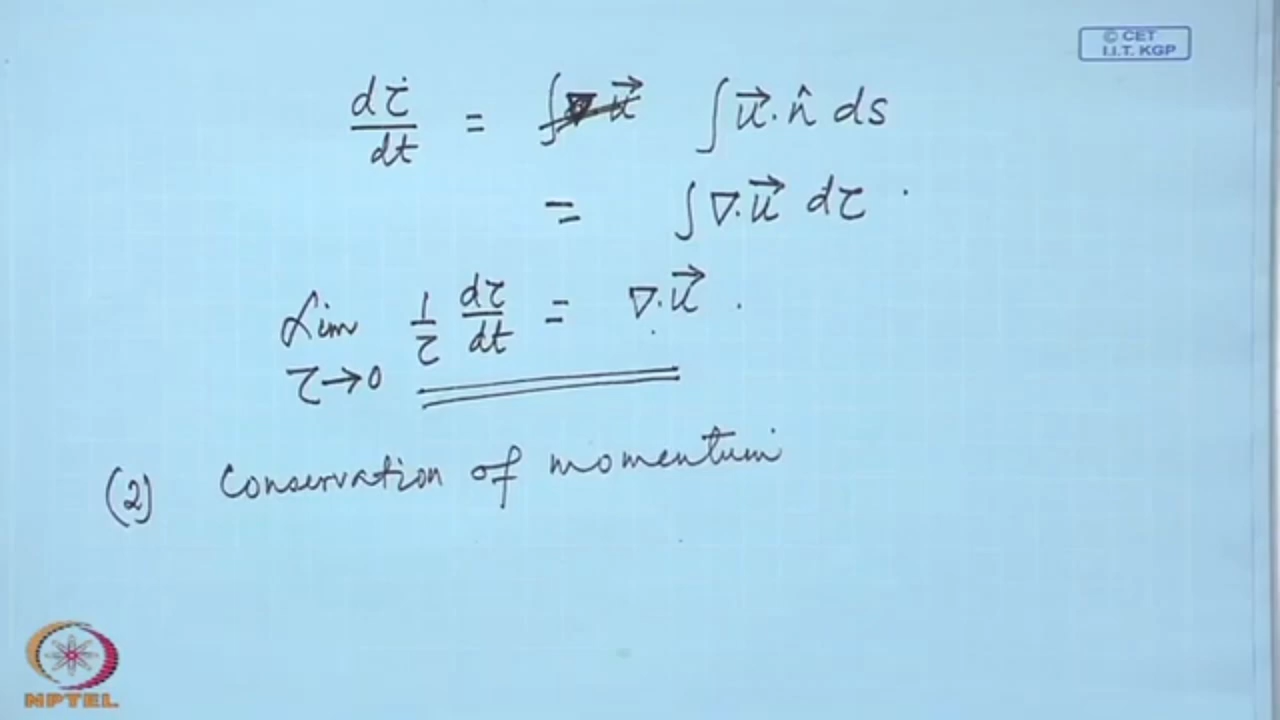 © CET
I.I.T. KGP
dτ/dt = ∫ u⃗ · n̂ ds
= ∫ ∇· u⃗ dτ .
Lim τ→0 1/τ dτ/dt = ∇· u⃗ .
(2) Conservation of momentum
NPTEL